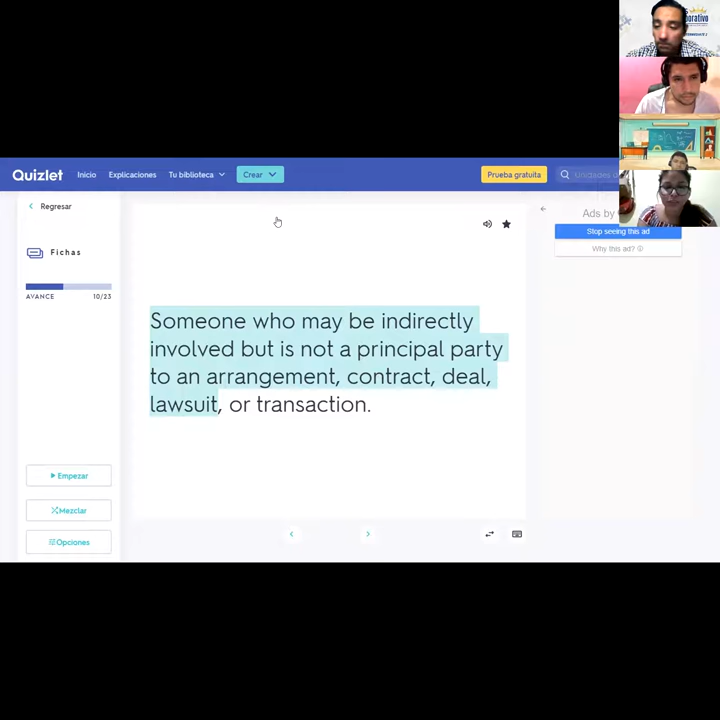 orativo
Quizlet
Inicio
Explicaciones
Tu biblioteca
Crear
Prueba gratuita
Unidades d
Regresar
Ads by
Stop seeing this ad
Why this ad?
Fichas
AVANCE
10/23
Someone who may be indirectly
involved but is not a principal party
to an arrangement, contract, deal,
lawsuit, or transaction.
Empezar
Mezclar
Opciones